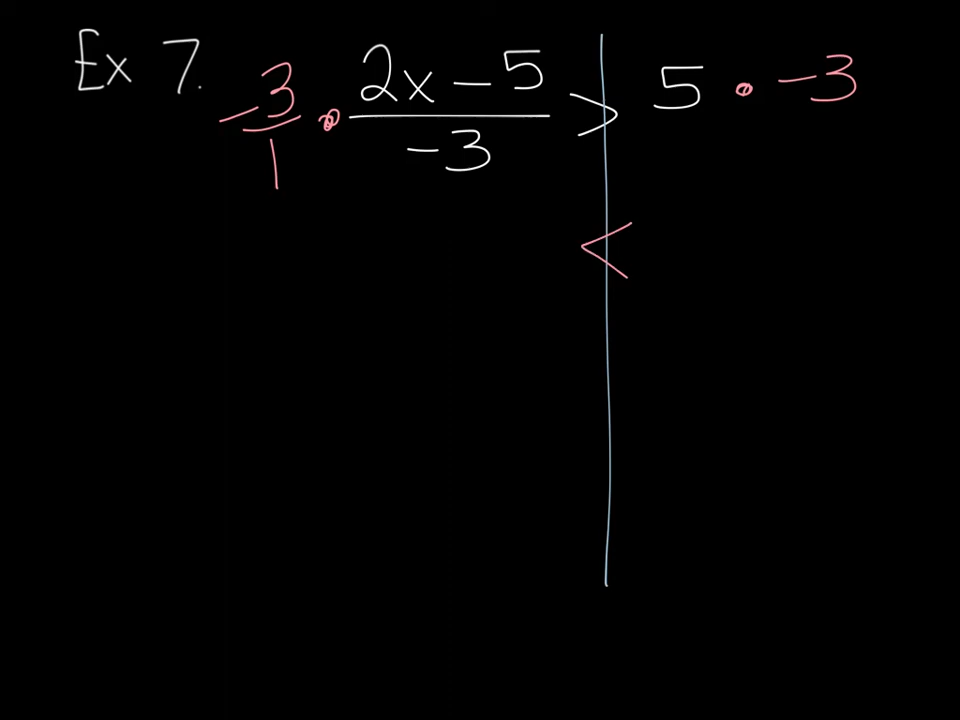 Ex 7. -3/1 • (2x - 5)/(-3) > 5 • -3
<